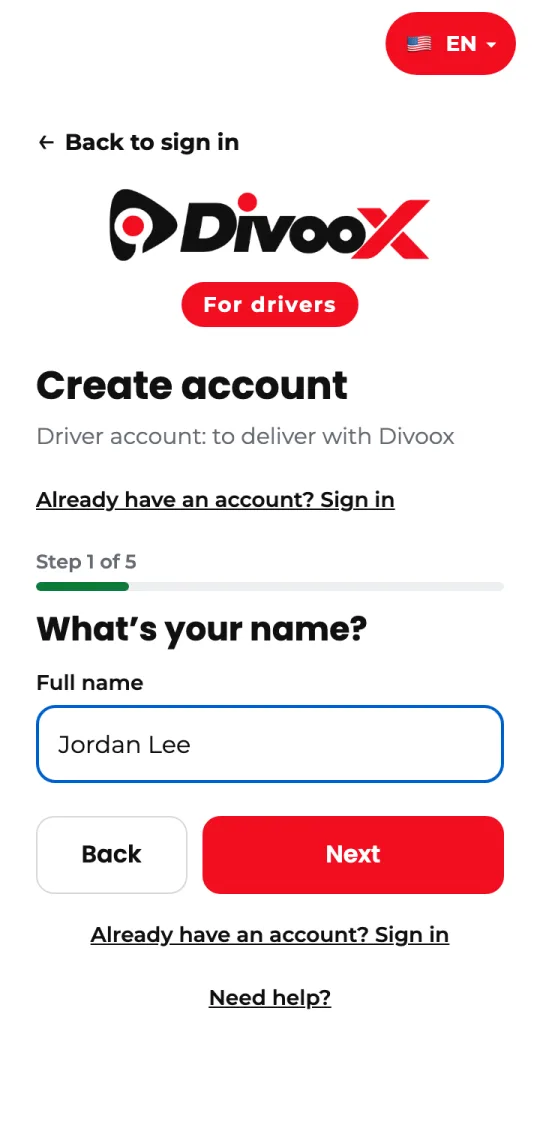 EN
← Back to sign in
DivooX
For drivers
Create account
Driver account: to deliver with Divoox
Already have an account? Sign in
Step 1 of 5
What’s your name?
Full name
Jordan Lee
Back
Next
Already have an account? Sign in
Need help?